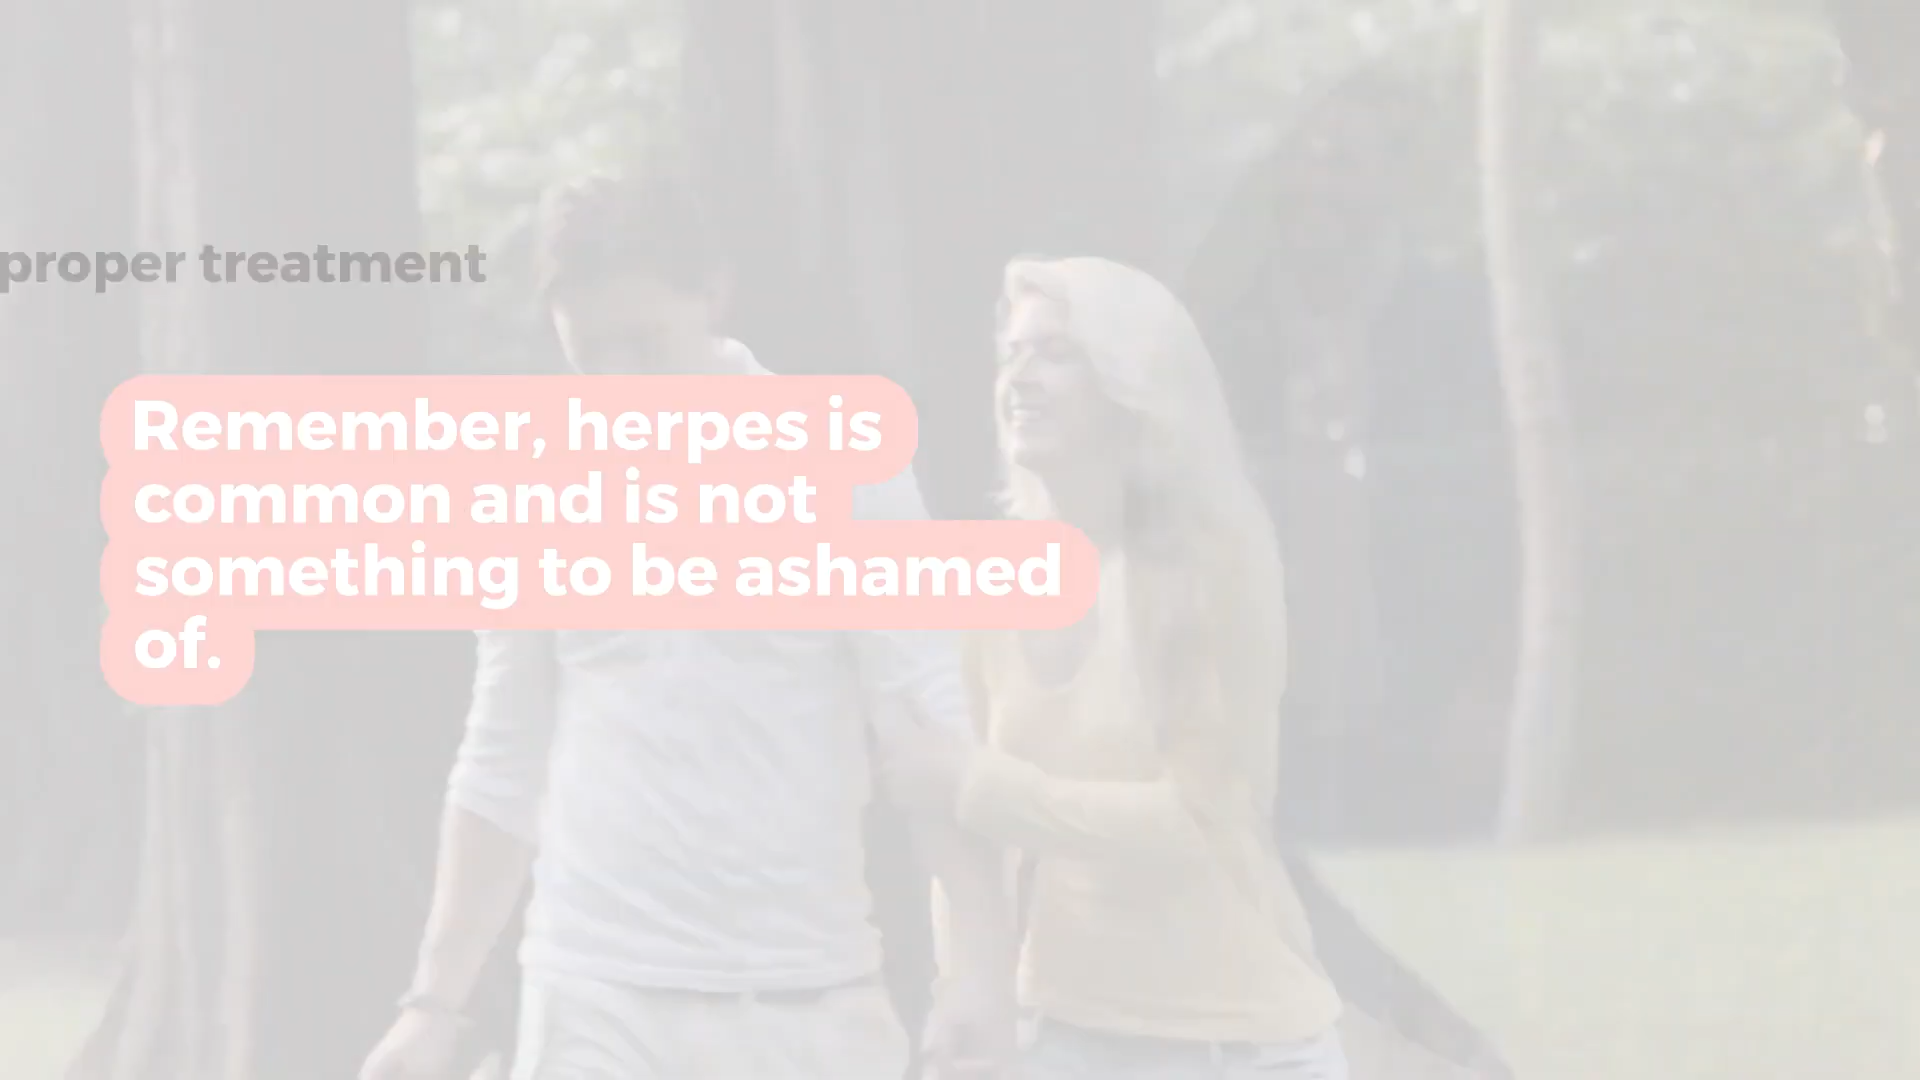 proper treatment
Remember, herpes is
common and is not
something to be ashamed
of.